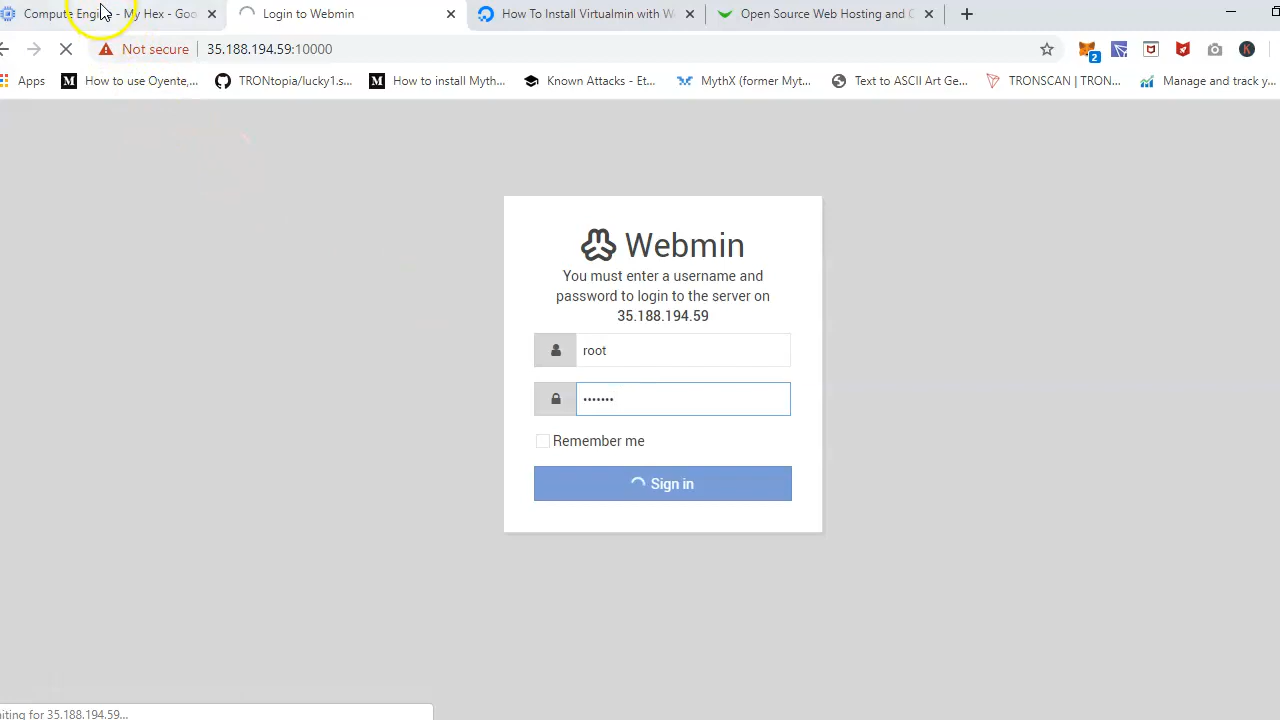 Compute Engine - My Hex - Goo
Login to Webmin
How To Install Virtualmin with W
Open Source Web Hosting and C
Not secure
35.188.194.59:10000
2
K
Apps
How to use Oyente,...
TRONtopia/lucky1.s...
How to install Myth...
Known Attacks - Et...
MythX (former Myt...
Text to ASCII Art Ge...
TRONSCAN | TRON...
Manage and track y...
Webmin
You must enter a username and
password to login to the server on
35.188.194.59
root
•••••••
Remember me
Sign in
iting for 35.188.194.59...